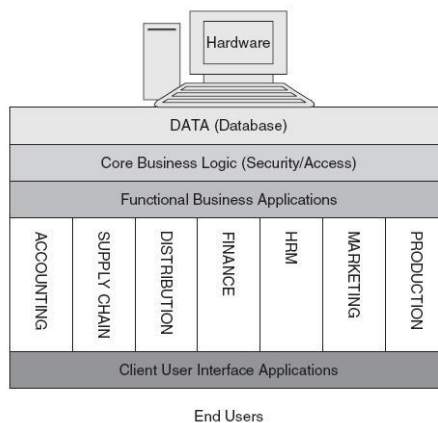 Hardware
DATA (Database)
Core Business Logic (Security/Access)
Functional Business Applications
ACCOUNTING
SUPPLY CHAIN
DISTRIBUTION
FINANCE
HRM
MARKETING
PRODUCTION
Client User Interface Applications
End Users